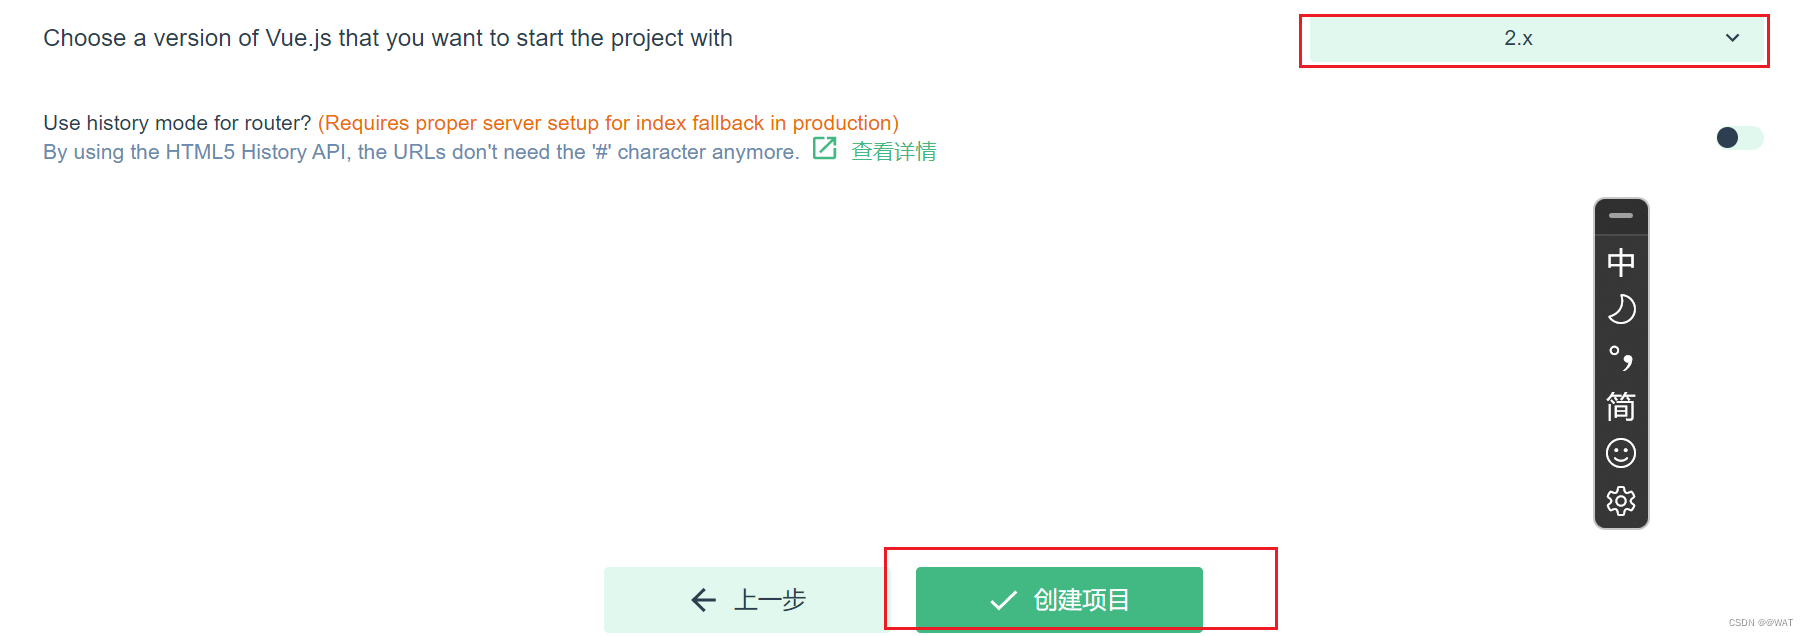 Choose a version of Vue.js that you want to start the project with
2.x
Use history mode for router? (Requires proper server setup for index fallback in production)
By using the HTML5 History API, the URLs don't need the '#' character anymore. 查看详情
中
°,
简
上一步
创建项目
CSDN @@WAT